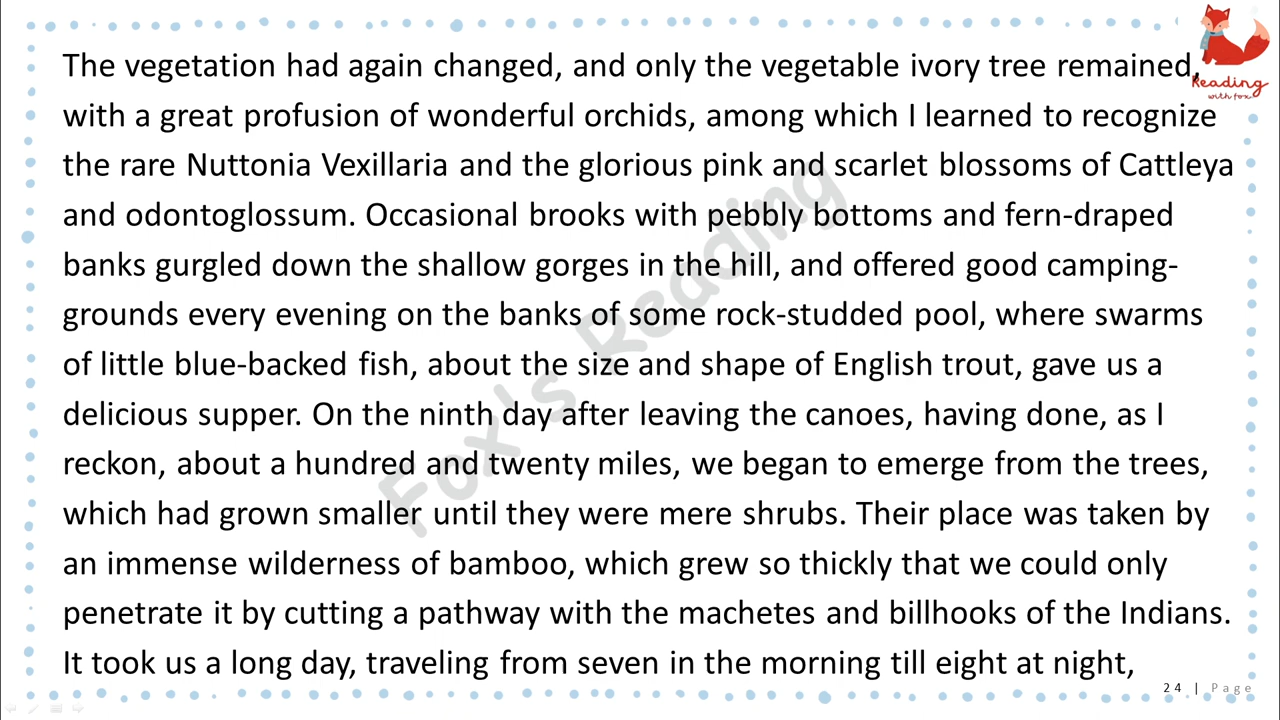 The vegetation had again changed, and only the vegetable ivory tree remained,
with a great profusion of wonderful orchids, among which I learned to recognize
the rare Nuttonia Vexillaria and the glorious pink and scarlet blossoms of Cattleya
and odontoglossum. Occasional brooks with pebbly bottoms and fern-draped
banks gurgled down the shallow gorges in the hill, and offered good camping-
grounds every evening on the banks of some rock-studded pool, where swarms
of little blue-backed fish, about the size and shape of English trout, gave us a
delicious supper. On the ninth day after leaving the canoes, having done, as I
reckon, about a hundred and twenty miles, we began to emerge from the trees,
which had grown smaller until they were mere shrubs. Their place was taken by
an immense wilderness of bamboo, which grew so thickly that we could only
penetrate it by cutting a pathway with the machetes and billhooks of the Indians.
It took us a long day, traveling from seven in the morning till eight at night,
Reading
with fox
Fox's Reading
24 | Page